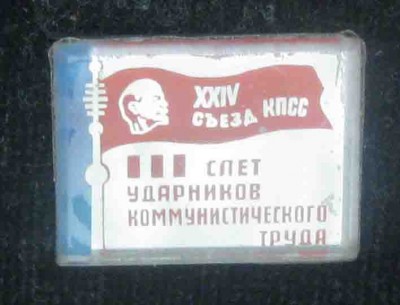 XXIV
СЪЕЗД КПСС
III СЛЕТ
УДАРНИКОВ
КОММУНИСТИЧЕСКОГО
ТРУДА